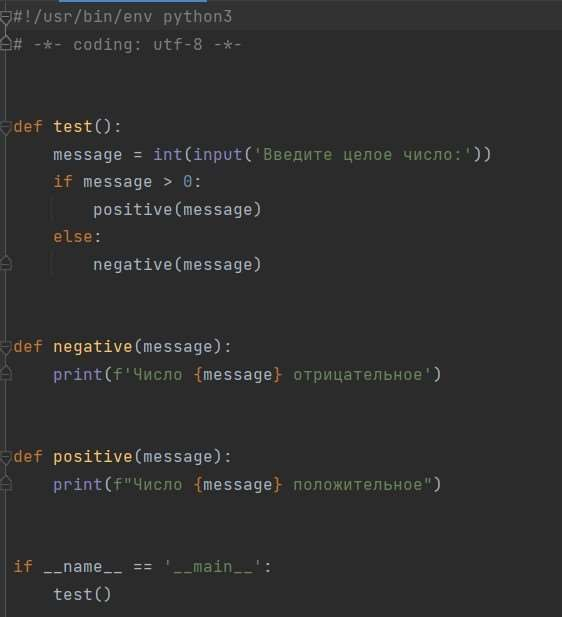 #!/usr/bin/env python3
# -*- coding: utf-8 -*-
def test():
    message = int(input('Введите целое число:'))
    if message > 0:
        positive(message)
    else:
        negative(message)
def negative(message):
    print(f'Число {message} отрицательное')
def positive(message):
    print(f"Число {message} положительное")
if __name__ == '__main__':
    test()